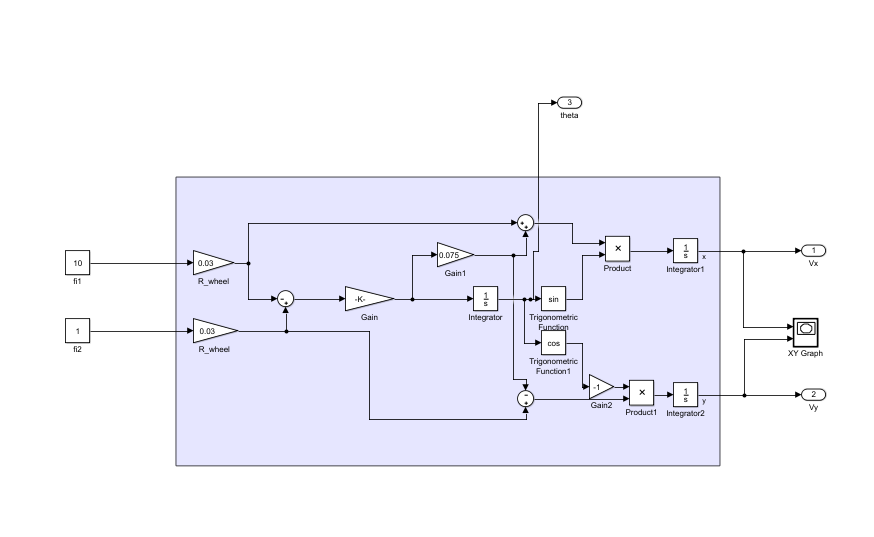 3
theta
10
fi1
0.03
R_wheel
1
fi2
0.03
R_wheel
-K-
Gain
0.075
Gain1
1
s
Integrator
sin
Trigonometric
Function
cos
Trigonometric
Function1
-1
Gain2
×
Product
×
Product1
1
s
Integrator1
x
1
s
Integrator2
y
1
Vx
XY Graph
2
Vy